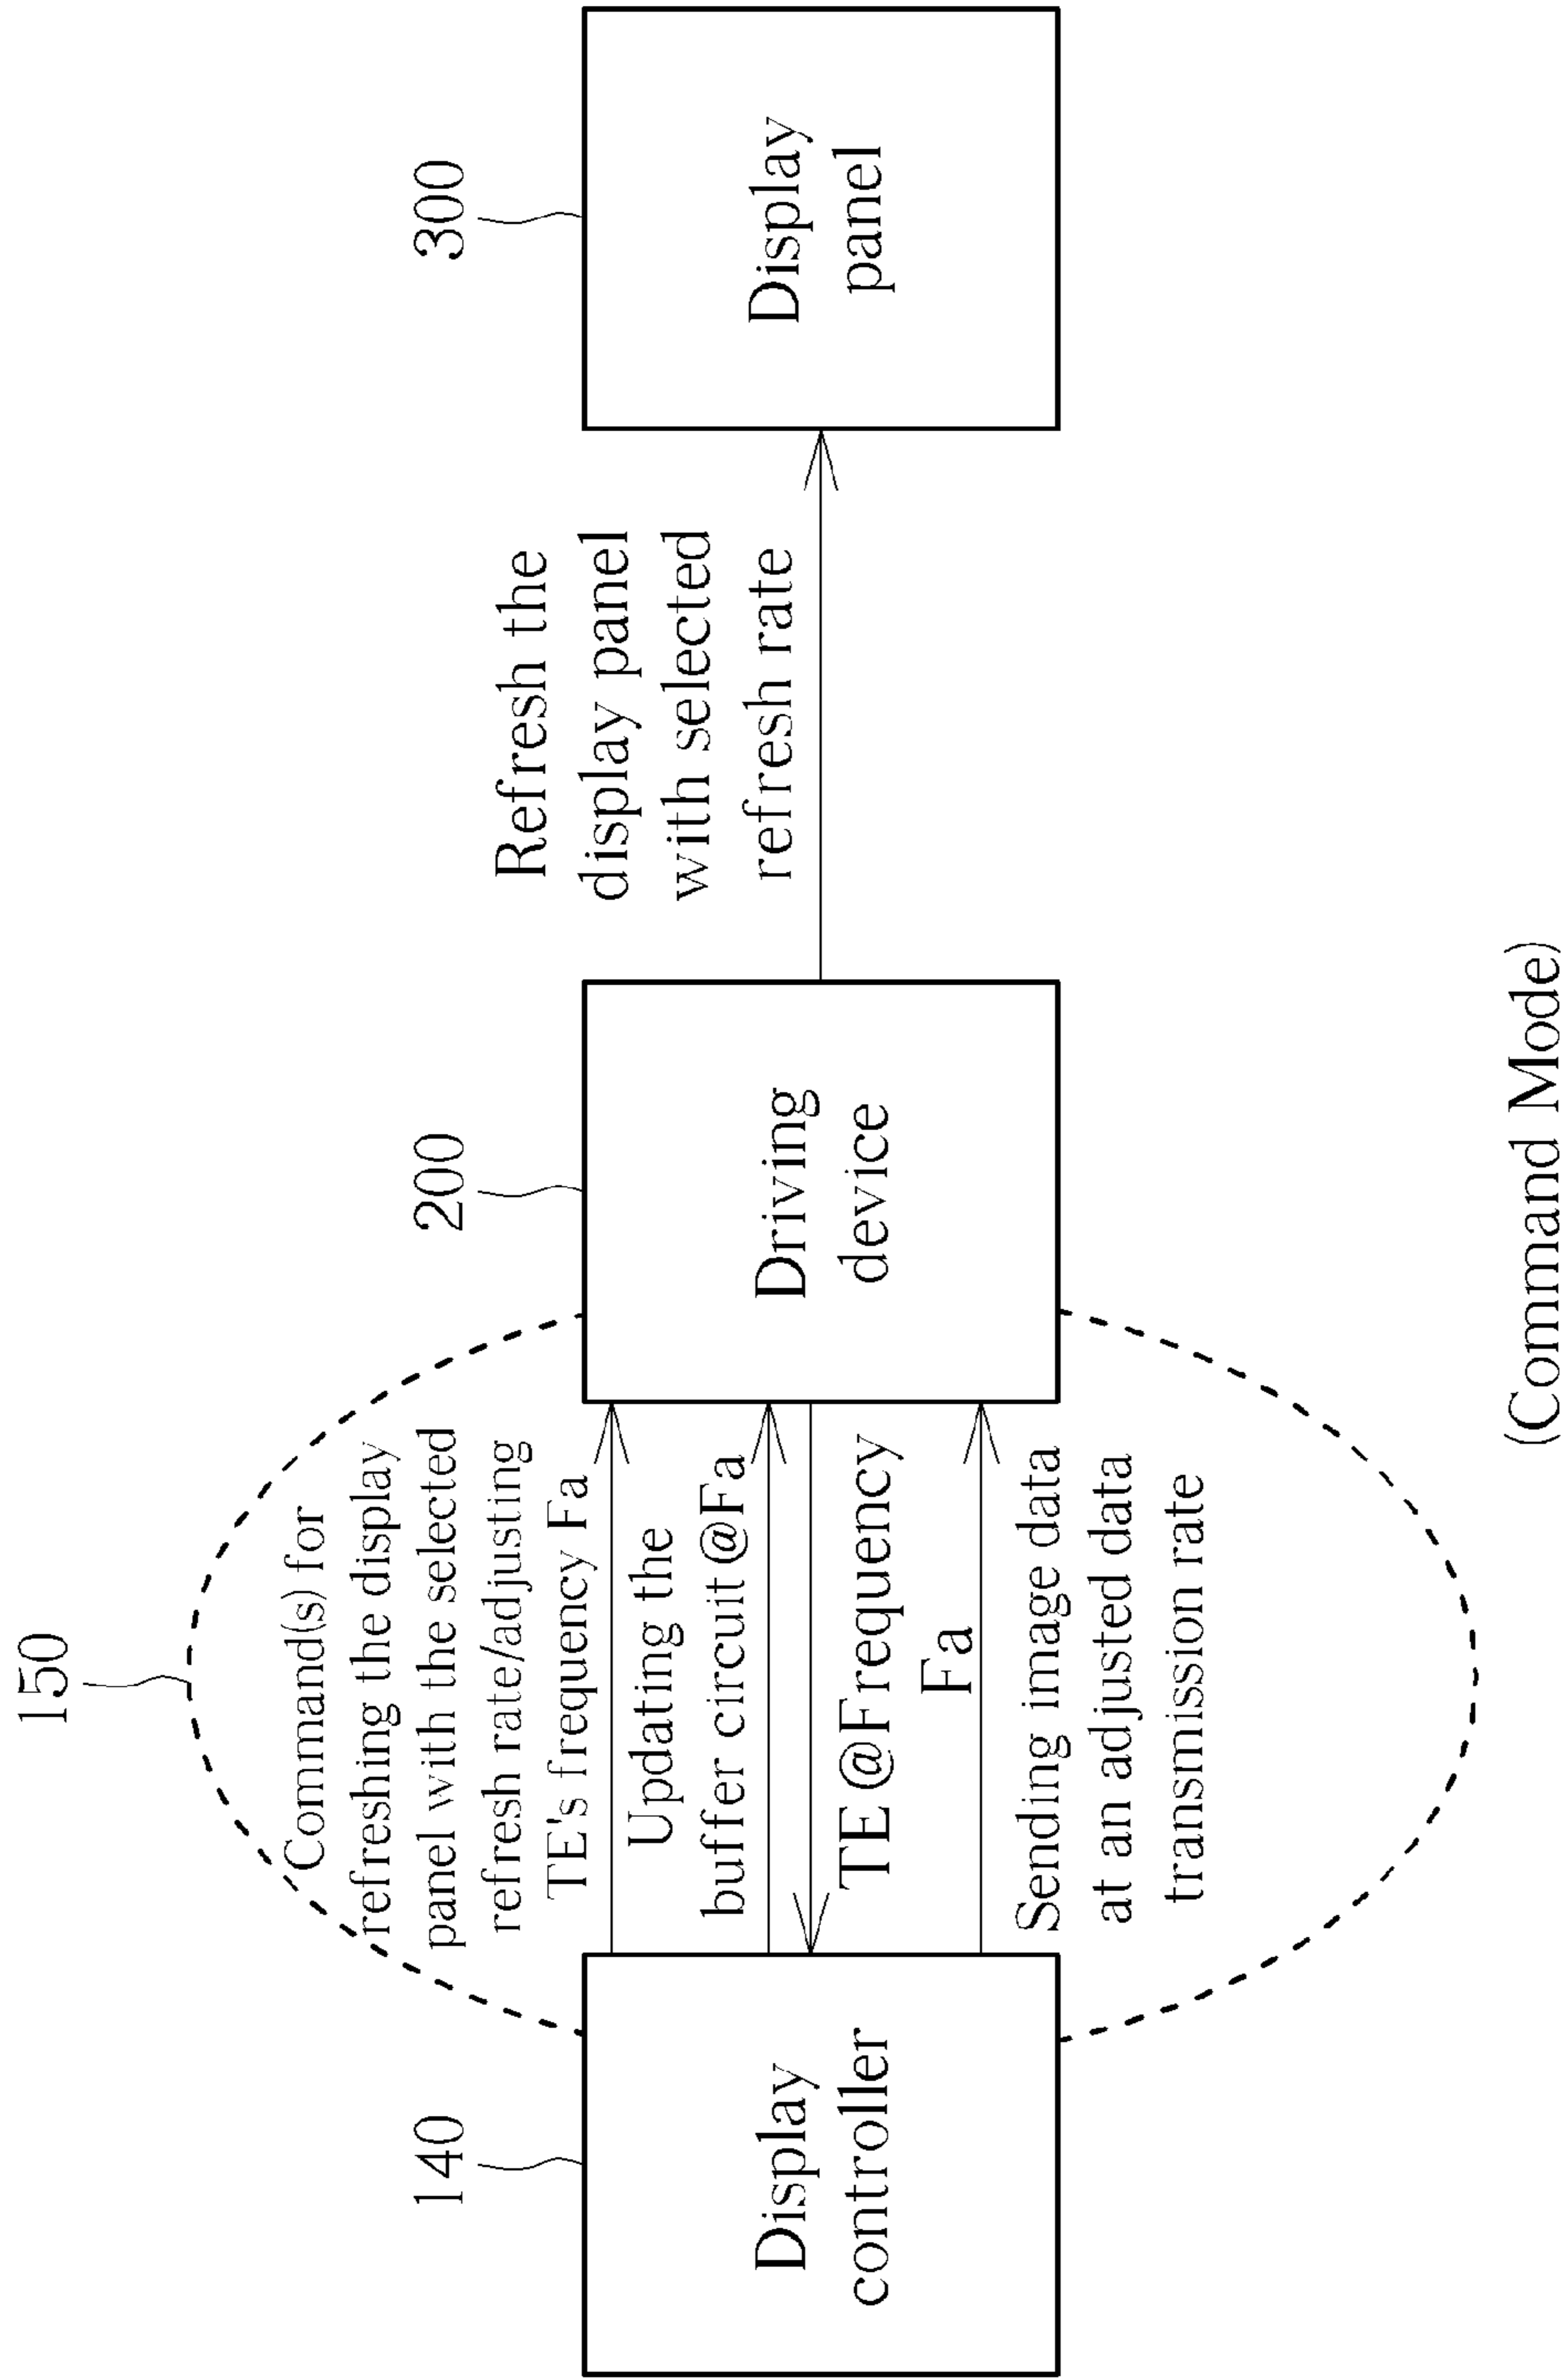 150
Command(s) for
refreshing the display
panel with the selected
refresh rate/adjusting
TE's frequency Fa
Updating the
buffer circuit @Fa
TE @Frequency
Fa
Sending image data
at an adjusted data
transmission rate
140
Display
controller
200
Driving
device
Refresh the
display panel
with selected
refresh rate
300
Display
panel
(Command Mode)